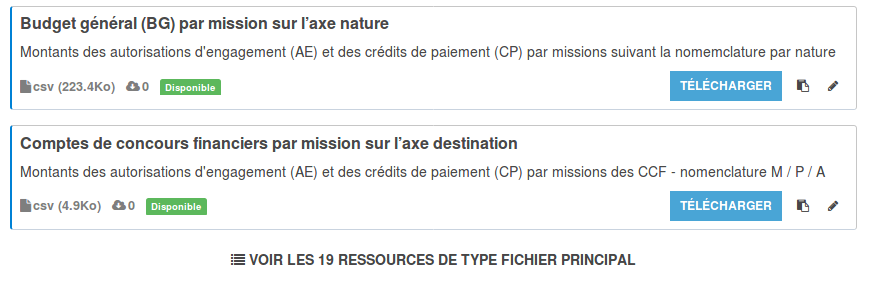 Budget général (BG) par mission sur l’axe nature
Montants des autorisations d'engagement (AE) et des crédits de paiement (CP) par missions suivant la nomemclature par nature
csv (223.4Ko) 0 Disponible TÉLÉCHARGER
Comptes de concours financiers par mission sur l’axe destination
Montants des autorisations d'engagement (AE) et des crédits de paiement (CP) par missions des CCF - nomenclature M / P / A
csv (4.9Ko) 0 Disponible TÉLÉCHARGER
VOIR LES 19 RESSOURCES DE TYPE FICHIER PRINCIPAL